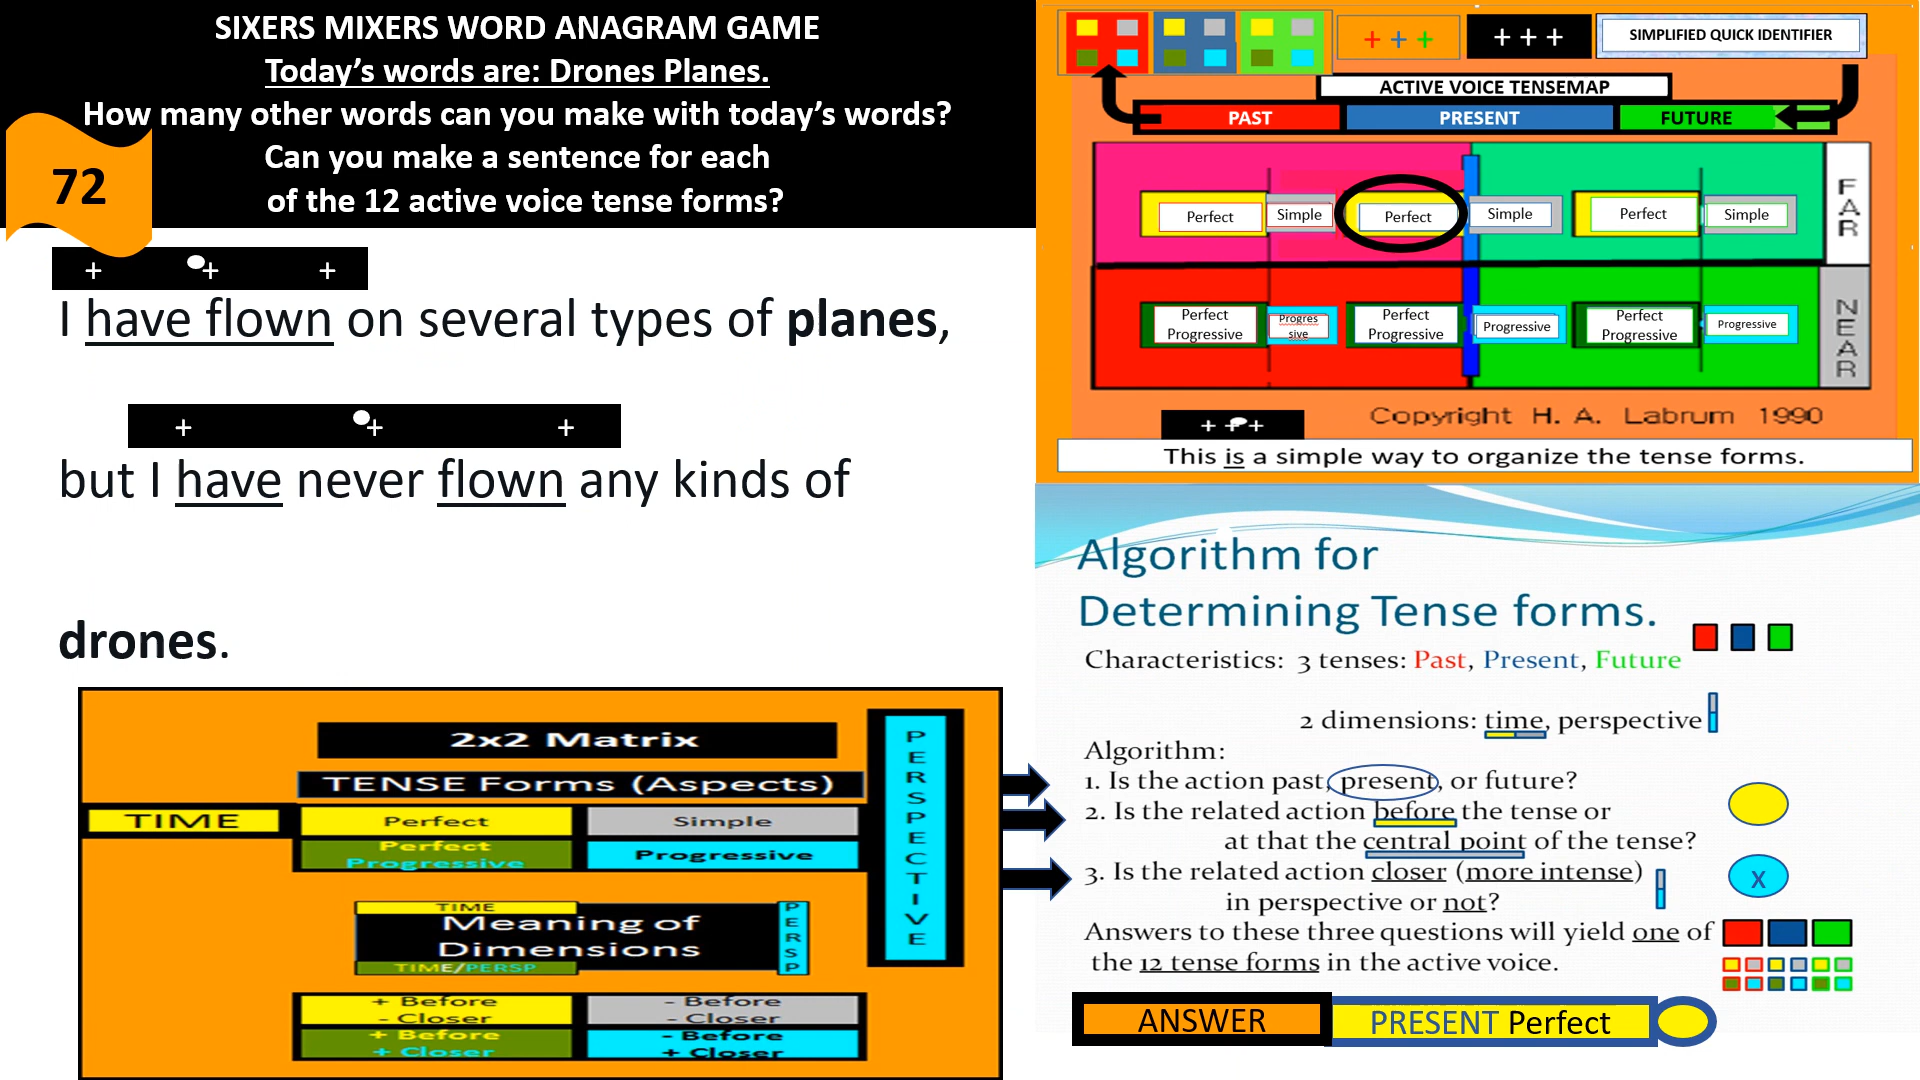 SIXERS MIXERS WORD ANAGRAM GAME
Today's words are: Drones Planes.
How many other words can you make with today's words?
Can you make a sentence for each
of the 12 active voice tense forms?
72
+ + +
I have flown on several types of planes,
+ + +
but I have never flown any kinds of
drones.
2x2 Matrix
TENSE Forms (Aspects)
TIME
Perfect
Simple
Perfect
Progressive
Progressive
PERSPECTIVE
TIME
Meaning of
Dimensions
TIME/PERSP
PERSP
+ Before
- Closer
- Before
- Closer
+ Before
+ Closer
- Before
+ Closer
+ + +
+ + +
SIMPLIFIED QUICK IDENTIFIER
ACTIVE VOICE TENSEMAP
PAST PRESENT FUTURE
Perfect Simple Perfect Simple Perfect Simple
FAR
Perfect
Progressive
Progres
sive
Perfect
Progressive
Progressive
Perfect
Progressive
Progressive
NEAR
Copyright H. A. Labrum 1990
+ + +
This is a simple way to organize the tense forms.
Algorithm for
Determining Tense forms.
Characteristics: 3 tenses: Past, Present, Future
2 dimensions: time, perspective
Algorithm:
1. Is the action past, present, or future?
2. Is the related action before the tense or
at that the central point of the tense?
3. Is the related action closer (more intense)
in perspective or not?
X
Answers to these three questions will yield one of
the 12 tense forms in the active voice.
ANSWER
PRESENT Perfect